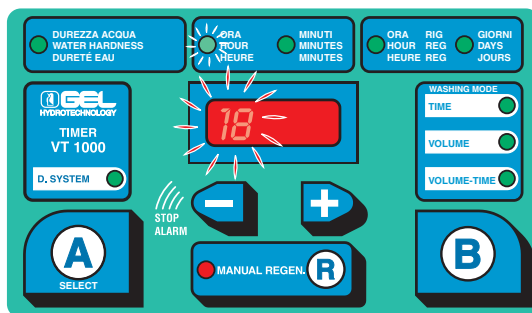 DUREZZA ACQUA
WATER HARDNESS
DURETÉ EAU
ORA
HOUR
HEURE
MINUTI
MINUTES
MINUTES
ORA RIG
HOUR REG
HEURE REG
GIORNI
DAYS
JOURS
GEL
HYDROTECHNOLOGY
TIMER
VT 1000
D. SYSTEM
18
WASHING MODE
TIME
VOLUME
VOLUME-TIME
STOP
ALARM
− +
A
SELECT
MANUAL REGEN. R
B